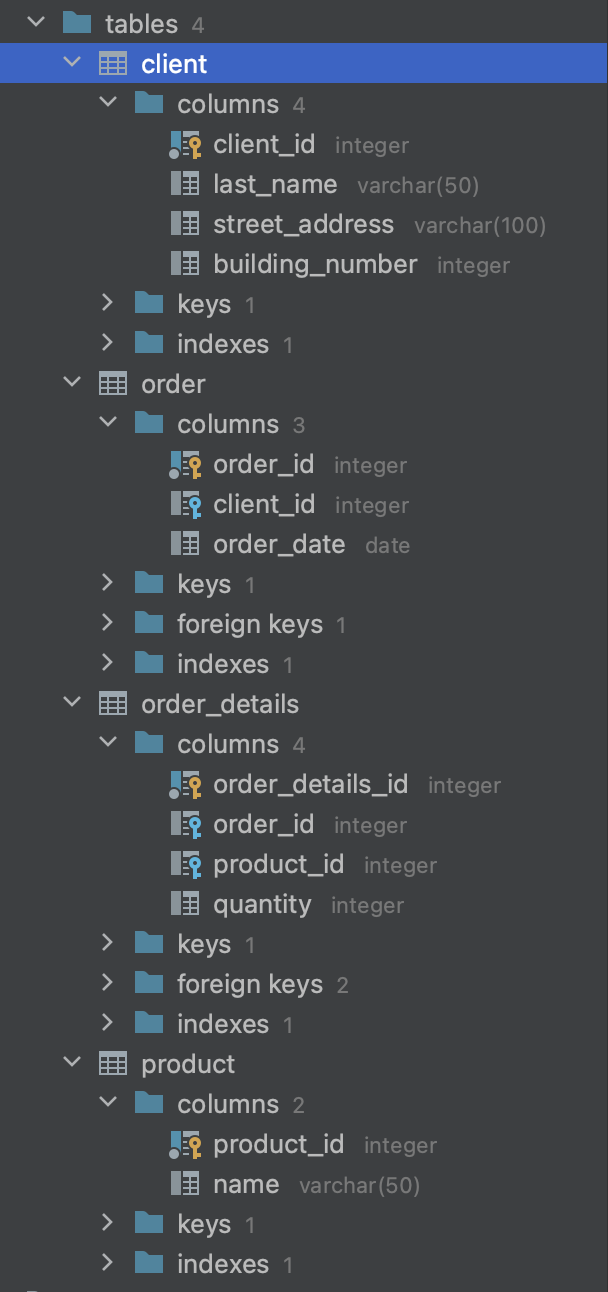 tables 4
client
columns 4
client_id integer
last_name varchar(50)
street_address varchar(100)
building_number integer
keys 1
indexes 1
order
columns 3
order_id integer
client_id integer
order_date date
keys 1
foreign keys 1
indexes 1
order_details
columns 4
order_details_id integer
order_id integer
product_id integer
quantity integer
keys 1
foreign keys 2
indexes 1
product
columns 2
product_id integer
name varchar(50)
keys 1
indexes 1